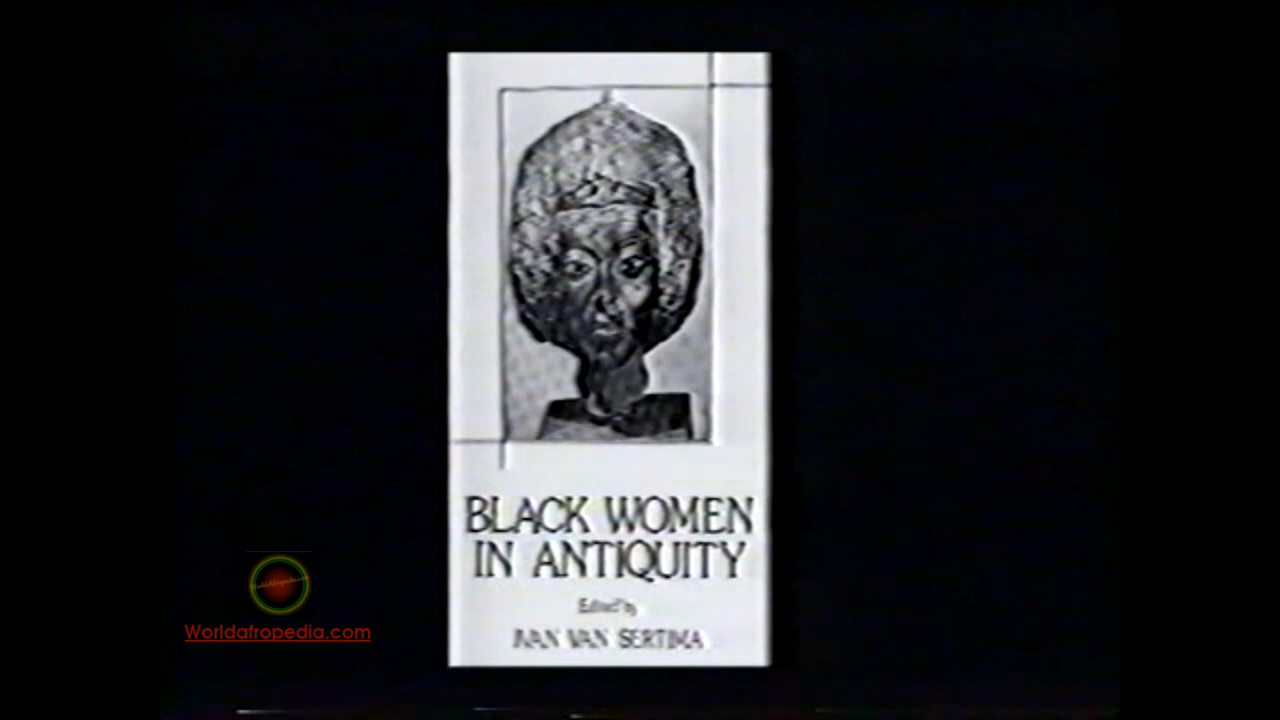 BLACK WOMEN
IN ANTIQUITY
Edited by
IVAN VAN SERTIMA
Worldafropedia.com